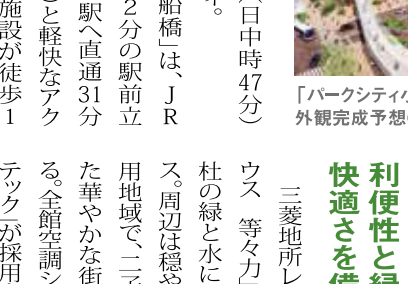 （日中時47分）
す。
船橋」は、JR
2分の駅前立
駅へ直通31分
と軽快なアク
施設が徒歩1
「パークシティ小
外観完成予想
利便性と緑
快適さを備
三菱地所レ
ウス 等々力」
杜の緑と水に
ス。周辺は穏や
用地域で、二子
た華やかな街
る。全館空調シ
テック」が採用